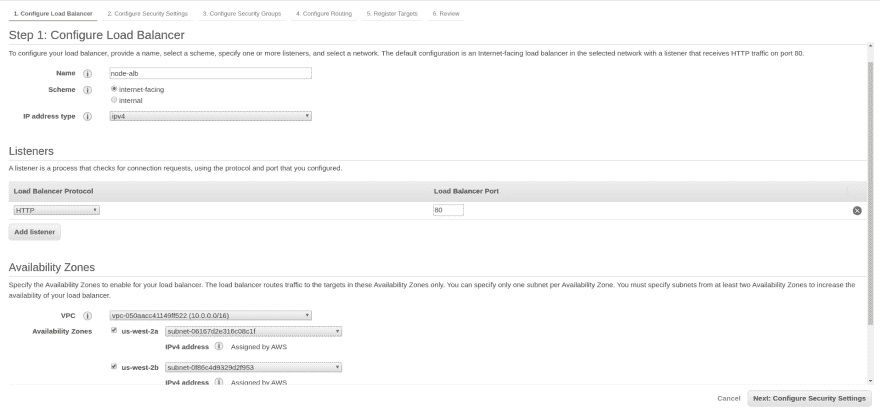 1. Configure Load Balancer 2. Configure Security Settings 3. Configure Security Groups 4. Configure Routing 5. Register Targets 6. Review
Step 1: Configure Load Balancer
To configure your load balancer, provide a name, select a scheme, specify one or more listeners, and select a network. The default configuration is an Internet-facing load balancer in the selected network with a listener that receives HTTP traffic on port 80.
Name i node-alb
Scheme i internet-facing
internal
IP address type i ipv4
Listeners
A listener is a process that checks for connection requests, using the protocol and port that you configured.
Load Balancer Protocol Load Balancer Port
HTTP 80
Add listener
Availability Zones
Specify the Availability Zones to enable for your load balancer. The load balancer routes traffic to the targets in these Availability Zones only. You can specify only one subnet per Availability Zone. You must specify subnets from at least two Availability Zones to increase the
availability of your load balancer.
VPC i vpc-050aacc41149ff522 (10.0.0.0/16)
Availability Zones us-west-2a subnet-06167d2e316c08c1f
IPv4 address i Assigned by AWS
us-west-2b subnet-0f86c4d9329d2f953
IPv4 address i Assigned by AWS
Cancel Next: Configure Security Settings